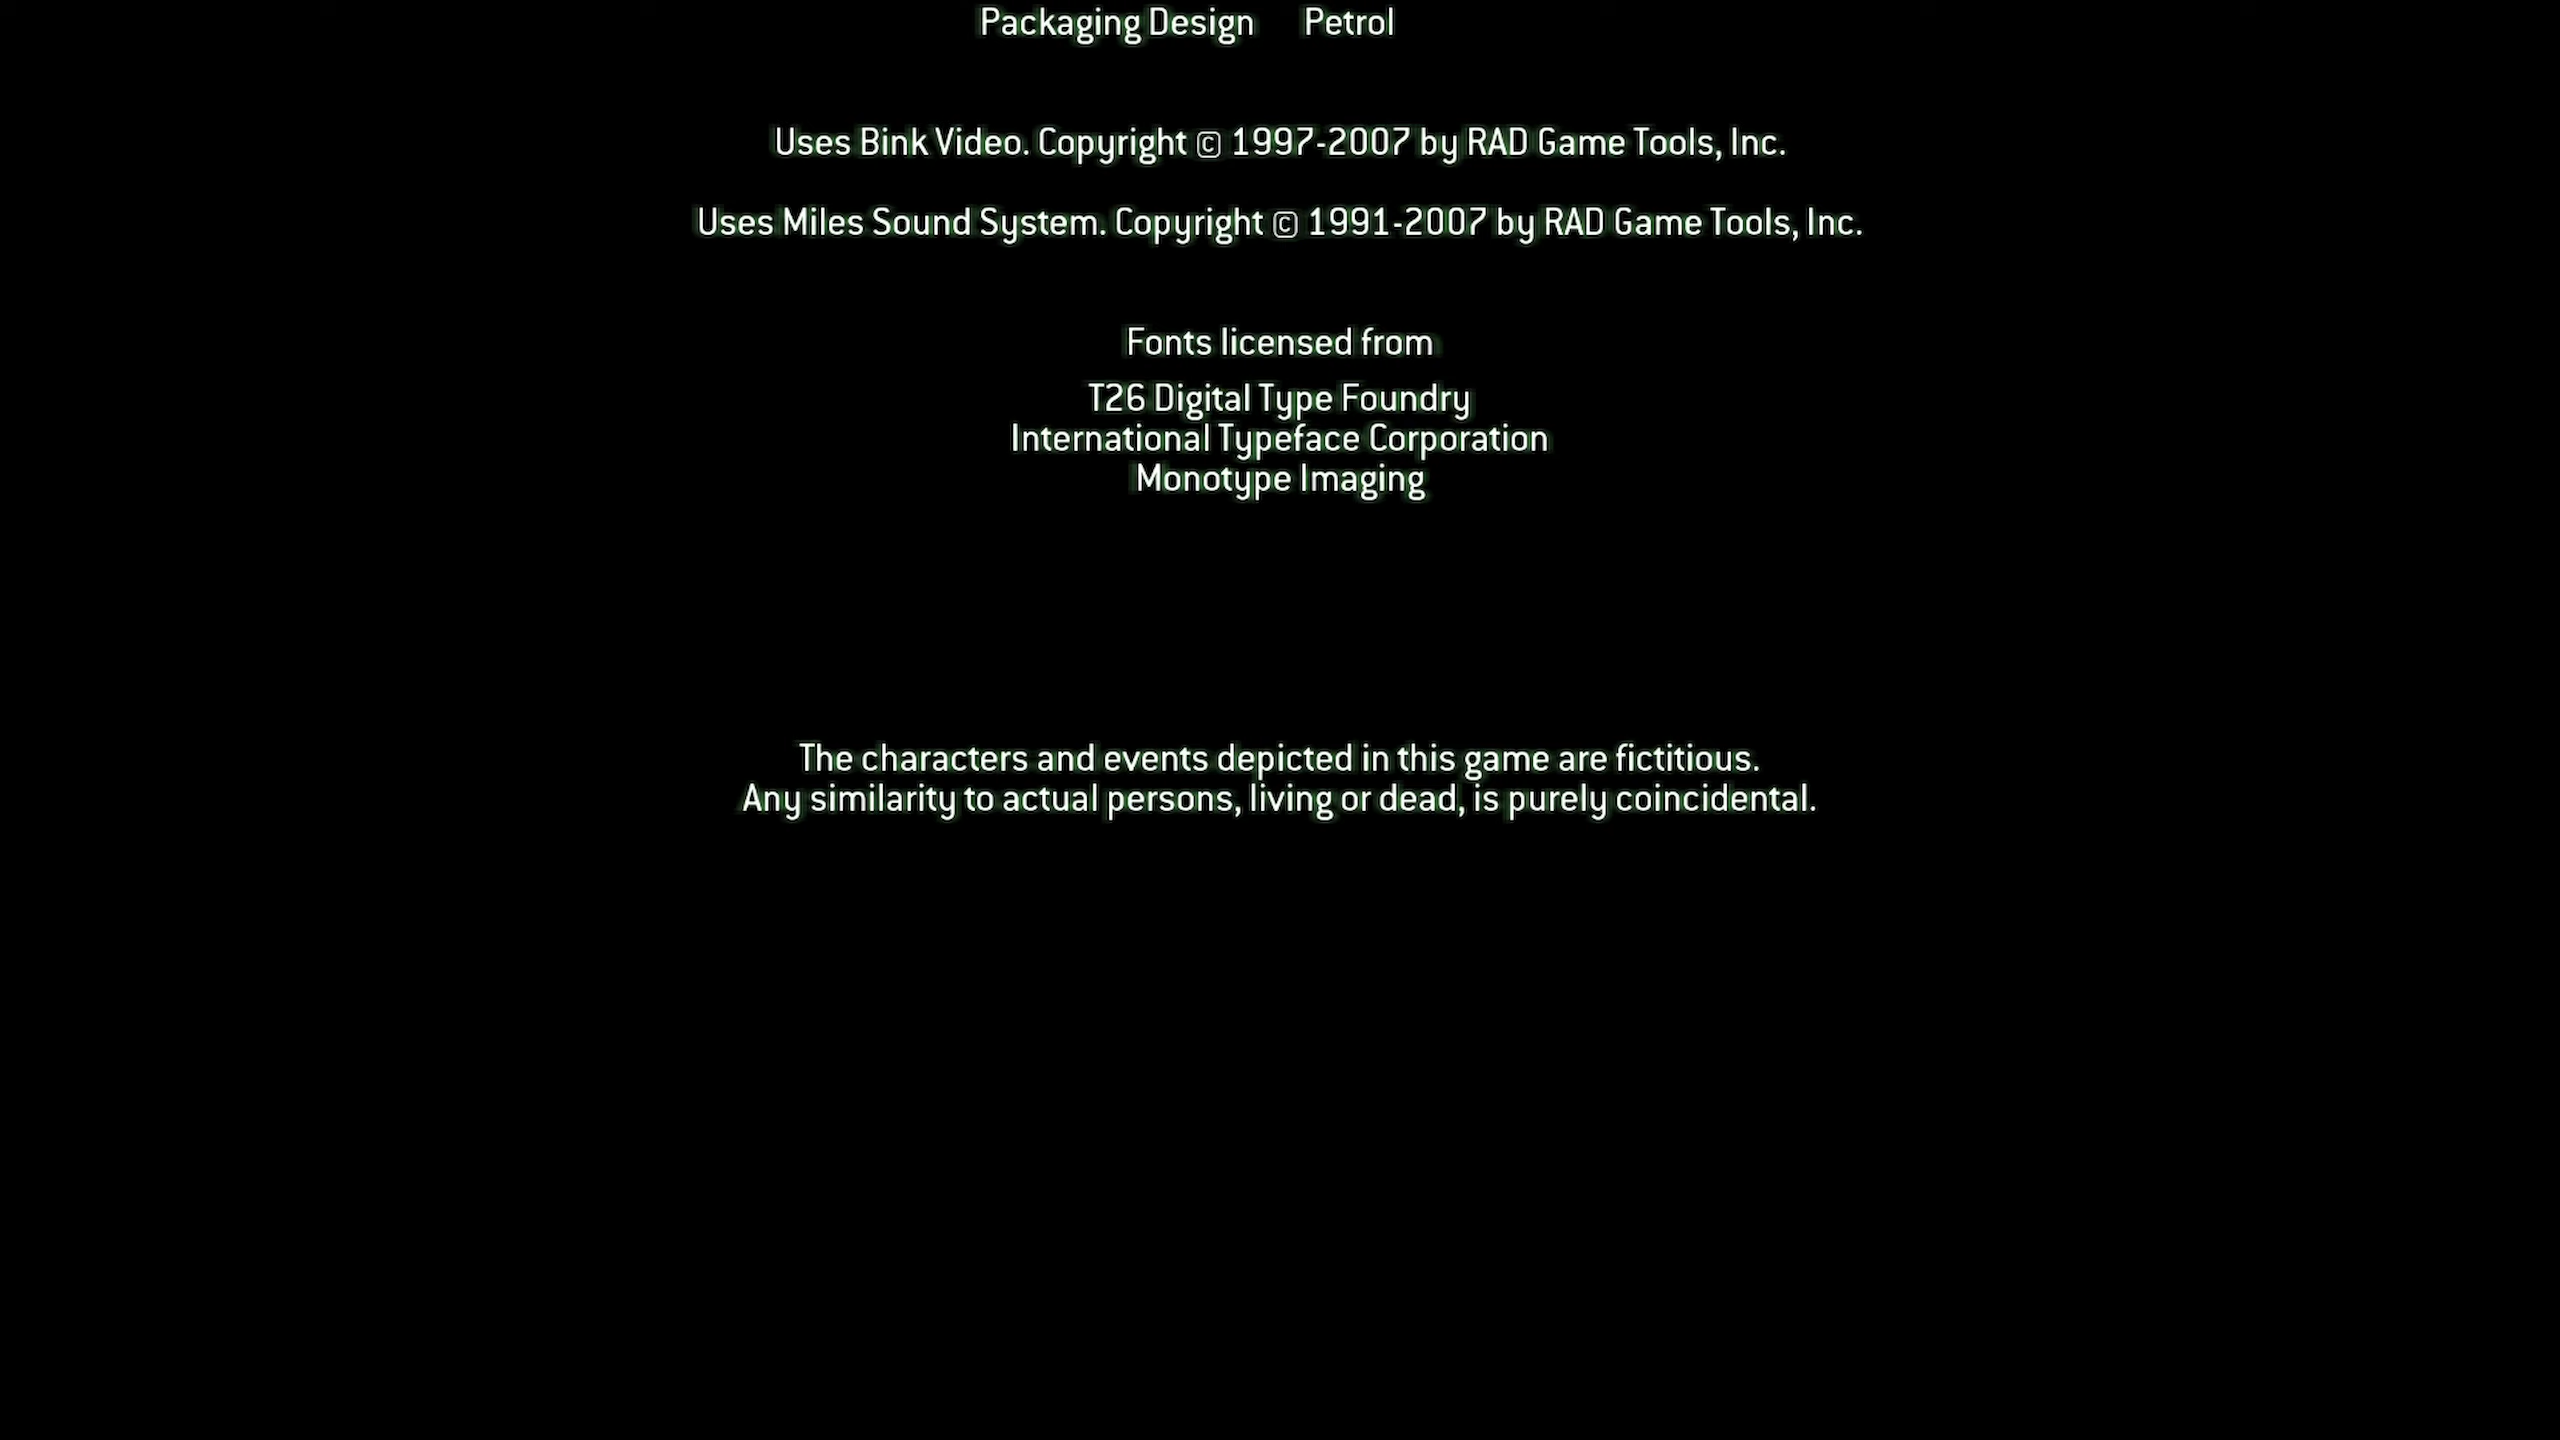 Packaging Design Petrol
Uses Bink Video. Copyright © 1997-2007 by RAD Game Tools, Inc.
Uses Miles Sound System. Copyright © 1991-2007 by RAD Game Tools, Inc.
Fonts licensed from
T26 Digital Type Foundry
International Typeface Corporation
Monotype Imaging
The characters and events depicted in this game are fictitious.
Any similarity to actual persons, living or dead, is purely coincidental.